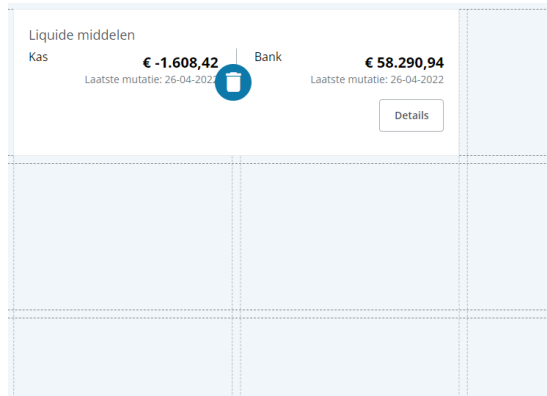 Liquide middelen
Kas
€ -1.608,42
Laatste mutatie: 26-04-2022
Bank
€ 58.290,94
Laatste mutatie: 26-04-2022
Details